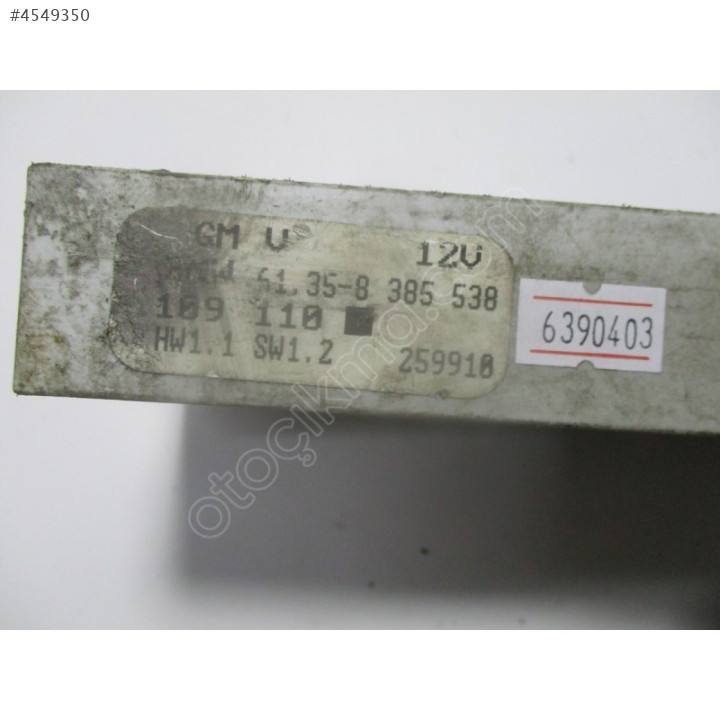 #4549350
GM V 12V
61.35-8 385 538
109 110
HW1.1 SW1.2 259910
6390403
otoçıkma.com